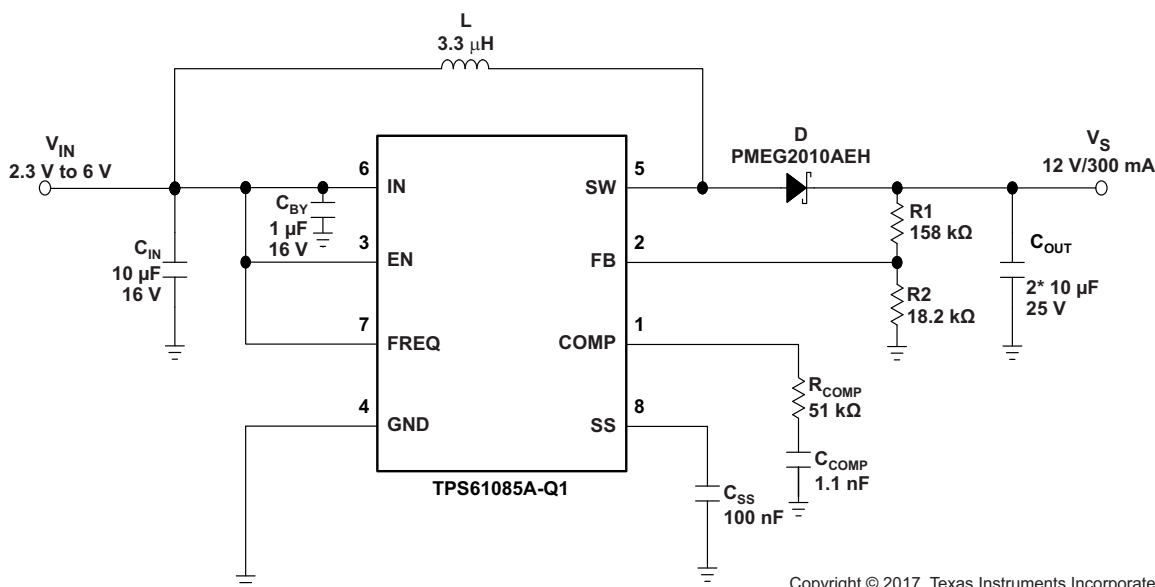 L
3.3 µH
V_IN
2.3 V to 6 V
D
PMEG2010AEH
V_S
12 V/300 mA
6
IN
SW
5
C_BY
1 µF
16 V
R1
158 kΩ
C_IN
10 µF
16 V
3
EN
FB
2
C_OUT
2* 10 µF
25 V
R2
18.2 kΩ
7
FREQ
COMP
1
R_COMP
51 kΩ
4
GND
SS
8
C_COMP
1.1 nF
TPS61085A-Q1
C_SS
100 nF
Copyright © 2017, Texas Instruments Incorporate